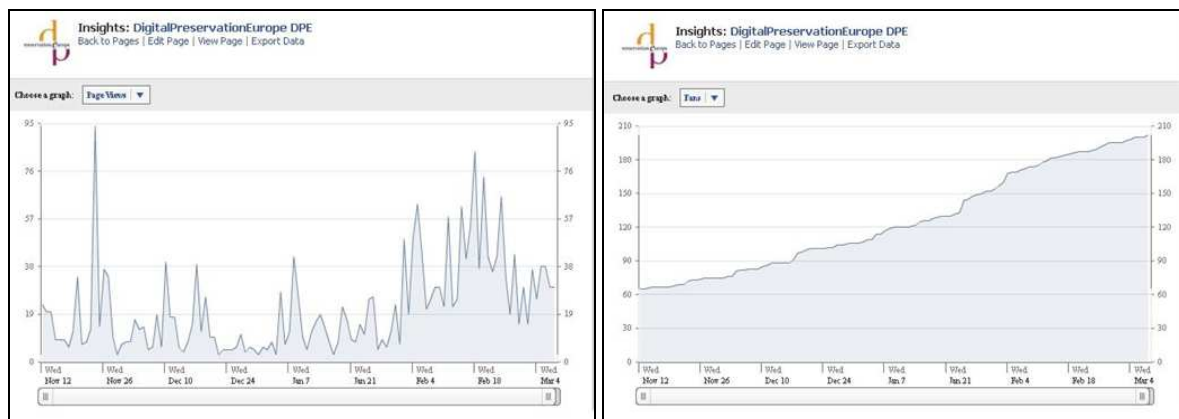 Insights: DigitalPreservationEurope DPE
Back to Pages | Edit Page | View Page | Export Data
Choose a graph: Page Views
95 95
76 76
57 57
38 38
19 19
0 0
Wed Wed Wed Wed Wed Wed Wed Wed Wed
Nov 12 Nov 26 Dec 10 Dec 24 Jan 7 Jan 21 Feb 4 Feb 18 Mar 4
Insights: DigitalPreservationEurope DPE
Back to Pages | Edit Page | View Page | Export Data
Choose a graph: Fans
210 210
180 180
150 150
120 120
90 90
60 60
30 30
0 0
Wed Wed Wed Wed Wed Wed Wed Wed Wed
Nov 12 Nov 26 Dec 10 Dec 24 Jan 7 Jan 21 Feb 4 Feb 18 Mar 4